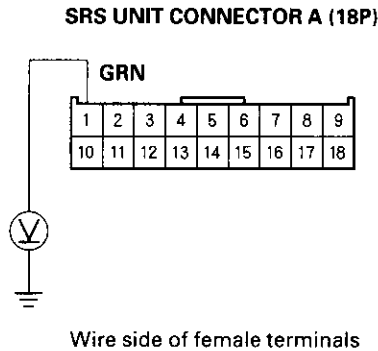 SRS UNIT CONNECTOR A (18P)
GRN
1 2 3 4 5 6 7 8 9
10 11 12 13 14 15 16 17 18
V
Wire side of female terminals